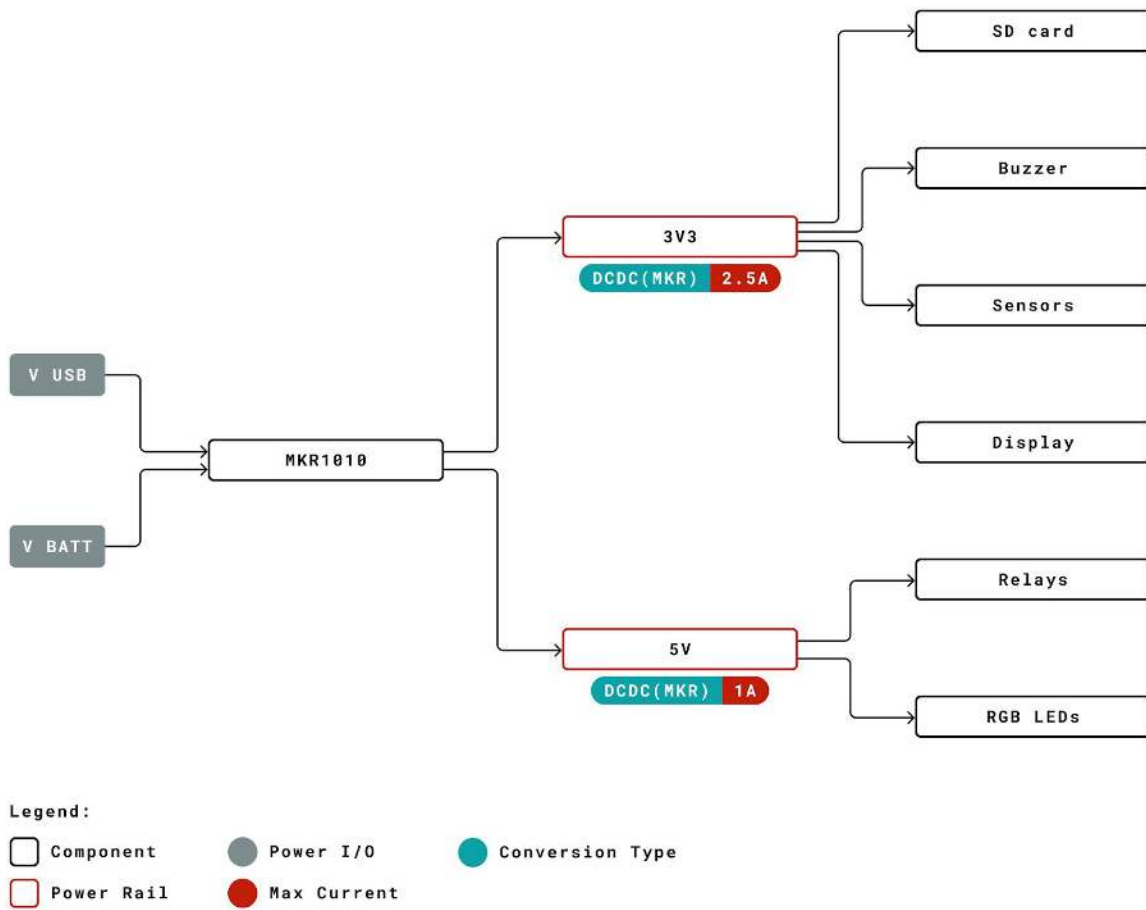 SD card
Buzzer
3V3
DCDC(MKR) 2.5A
Sensors
V USB
Display
MKR1010
V BATT
Relays
5V
DCDC(MKR) 1A
RGB LEDs
Legend:
Component
Power I/O
Conversion Type
Power Rail
Max Current